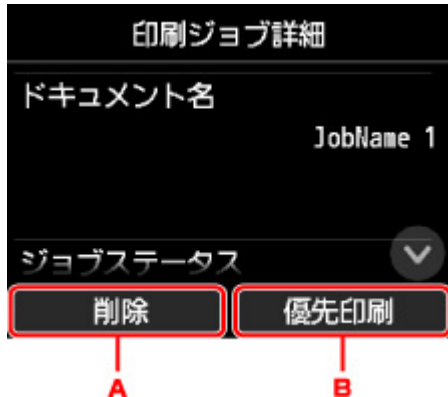 印刷ジョブ詳細
ドキュメント名
JobName 1
ジョブステータス
削除 優先印刷
A B